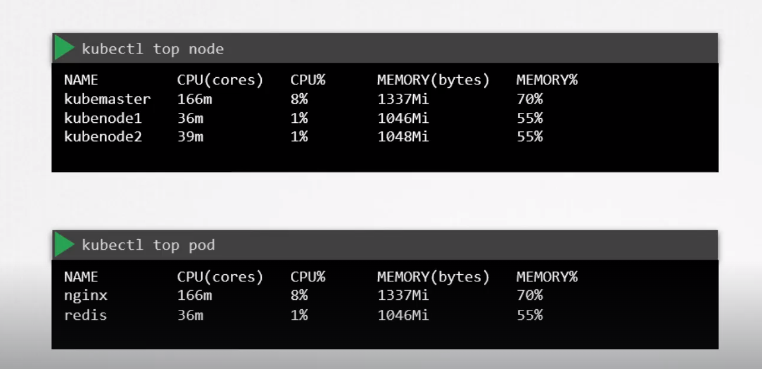 kubectl top node
NAME CPU(cores) CPU% MEMORY(bytes) MEMORY%
kubemaster 166m 8% 1337Mi 70%
kubenode1 36m 1% 1046Mi 55%
kubenode2 39m 1% 1048Mi 55%
kubectl top pod
NAME CPU(cores) CPU% MEMORY(bytes) MEMORY%
nginx 166m 8% 1337Mi 70%
redis 36m 1% 1046Mi 55%